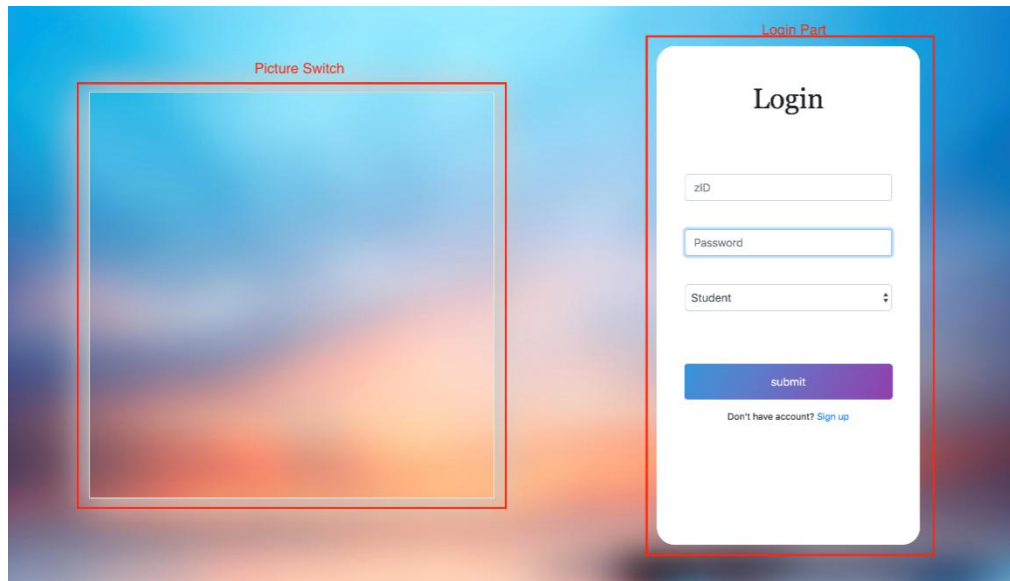 Picture Switch
Login Part
Login
zID
Password
Student
submit
Don't have account? Sign up